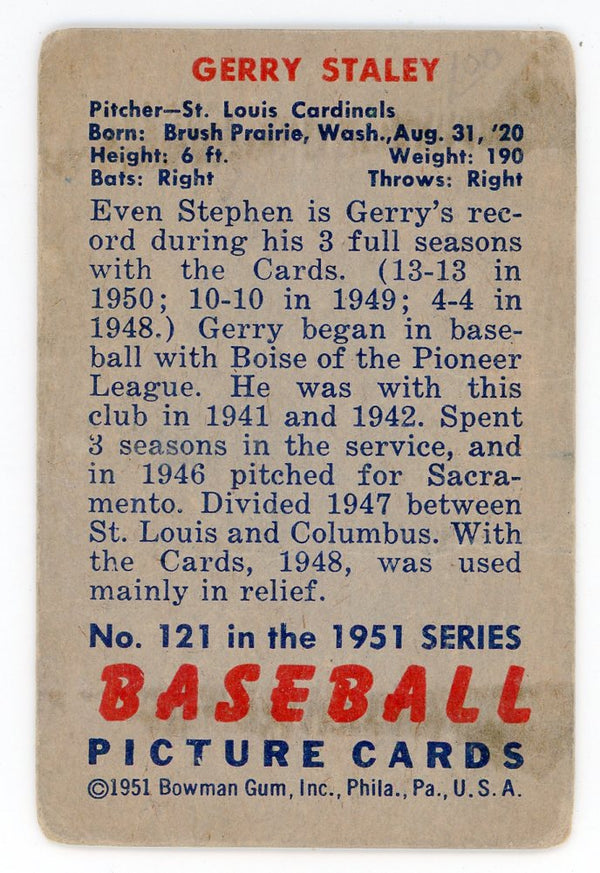 GERRY STALEY
Pitcher—St. Louis Cardinals
Born: Brush Prairie, Wash.,Aug. 31, '20
Height: 6 ft. Weight: 190
Bats: Right Throws: Right
Even Stephen is Gerry's rec-
ord during his 3 full seasons
with the Cards. (13-13 in
1950; 10-10 in 1949; 4-4 in
1948.) Gerry began in base-
ball with Boise of the Pioneer
League. He was with this
club in 1941 and 1942. Spent
3 seasons in the service, and
in 1946 pitched for Sacra-
mento. Divided 1947 between
St. Louis and Columbus. With
the Cards, 1948, was used
mainly in relief.
No. 121 in the 1951 SERIES
BASEBALL
PICTURE CARDS
©1951 Bowman Gum, Inc., Phila., Pa., U.S.A.